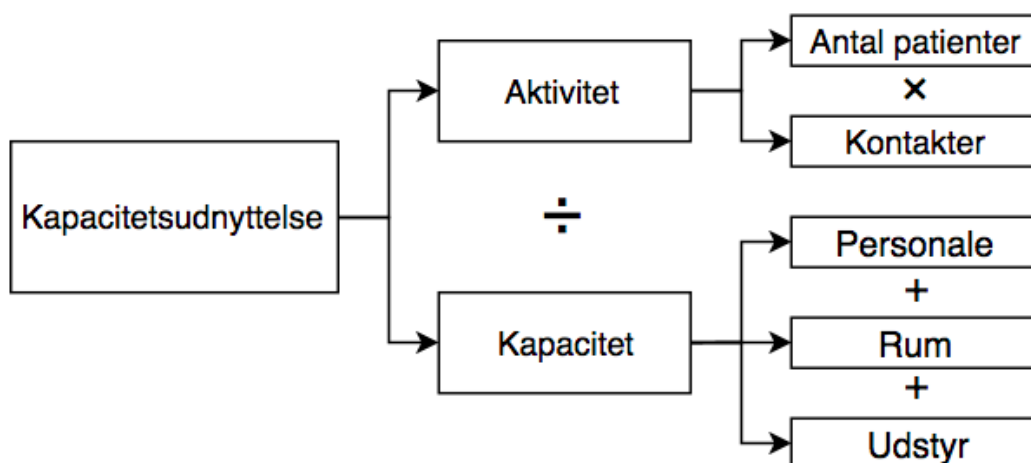 Kapacitetsudnyttelse
Aktivitet
÷
Kapacitet
Antal patienter
×
Kontakter
Personale
+
Rum
+
Udstyr